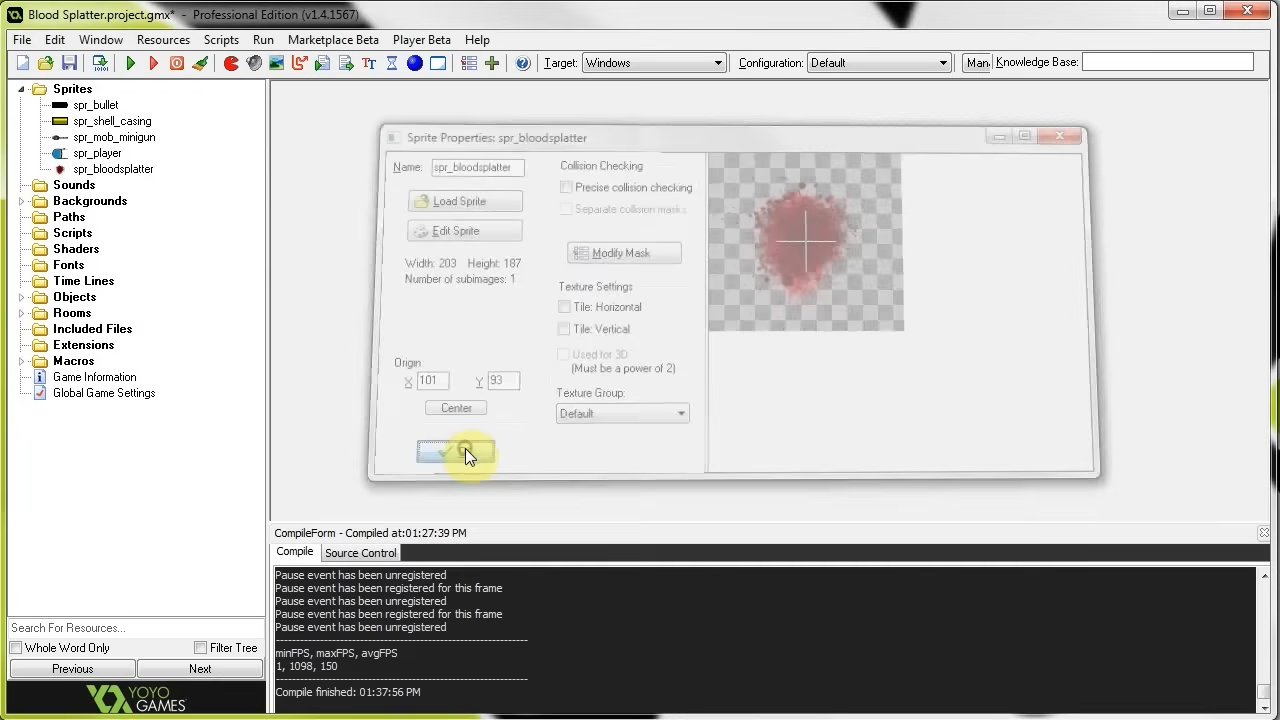 Blood Splatter.project.gmx* - Professional Edition (v1.4.1567)
File Edit Window Resources Scripts Run Marketplace Beta Player Beta Help
Target: Windows Configuration: Default Man Knowledge Base:
Sprites
spr_bullet
spr_shell_casing
spr_mob_minigun
spr_player
spr_bloodsplatter
Sounds
Backgrounds
Paths
Scripts
Shaders
Fonts
Time Lines
Objects
Rooms
Included Files
Extensions
Macros
Game Information
Global Game Settings
Search For Resources...
Whole Word Only Filter Tree
Previous Next
YOYO
GAMES
Sprite Properties: spr_bloodsplatter
Name: spr_bloodsplatter
Load Sprite
Edit Sprite
Width: 203 Height: 187
Number of subimages: 1
Origin
X 101 Y 93
Center
Collision Checking
Precise collision checking
Separate collision masks
Modify Mask
Texture Settings
Tile: Horizontal
Tile: Vertical
Used for 3D
(Must be a power of 2)
Texture Group:
Default
CompileForm - Compiled at:01:27:39 PM
Compile Source Control
Pause event has been unregistered
Pause event has been registered for this frame
Pause event has been unregistered
Pause event has been registered for this frame
Pause event has been unregistered
minFPS, maxFPS, avgFPS
1, 1098, 150
Compile finished: 01:37:56 PM